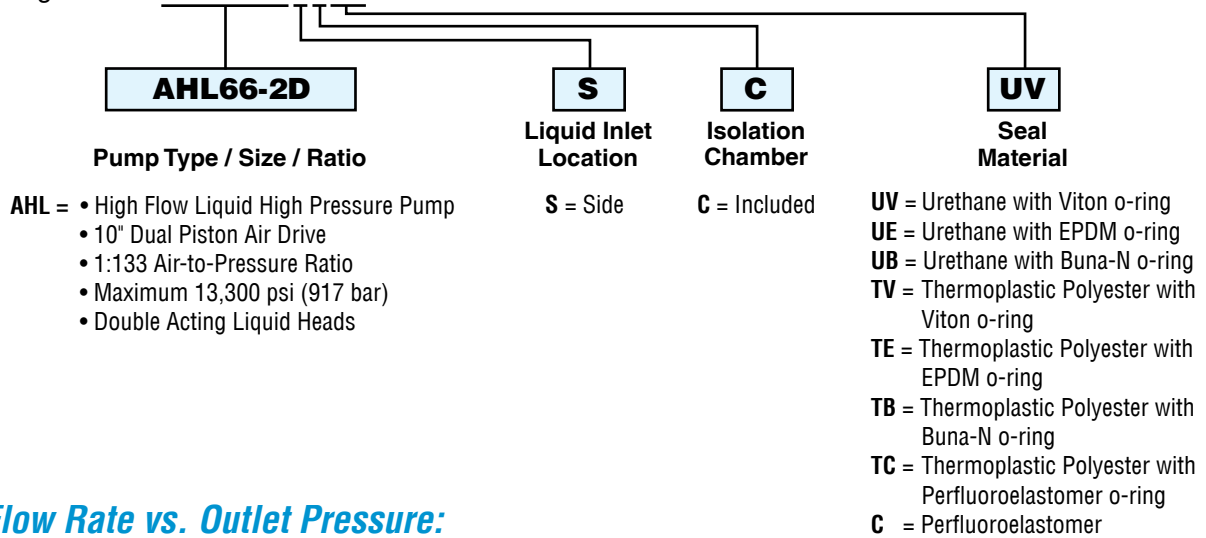 AHL66-2D
S
C
UV
Pump Type / Size / Ratio
Liquid Inlet
Location
Isolation
Chamber
Seal
Material
AHL = • High Flow Liquid High Pressure Pump
• 10" Dual Piston Air Drive
• 1:133 Air-to-Pressure Ratio
• Maximum 13,300 psi (917 bar)
• Double Acting Liquid Heads
S = Side
C = Included
UV = Urethane with Viton o-ring
UE = Urethane with EPDM o-ring
UB = Urethane with Buna-N o-ring
TV = Thermoplastic Polyester with
Viton o-ring
TE = Thermoplastic Polyester with
EPDM o-ring
TB = Thermoplastic Polyester with
Buna-N o-ring
TC = Thermoplastic Polyester with
Perfluoroelastomer o-ring
C = Perfluoroelastomer
Flow Rate vs. Outlet Pressure: